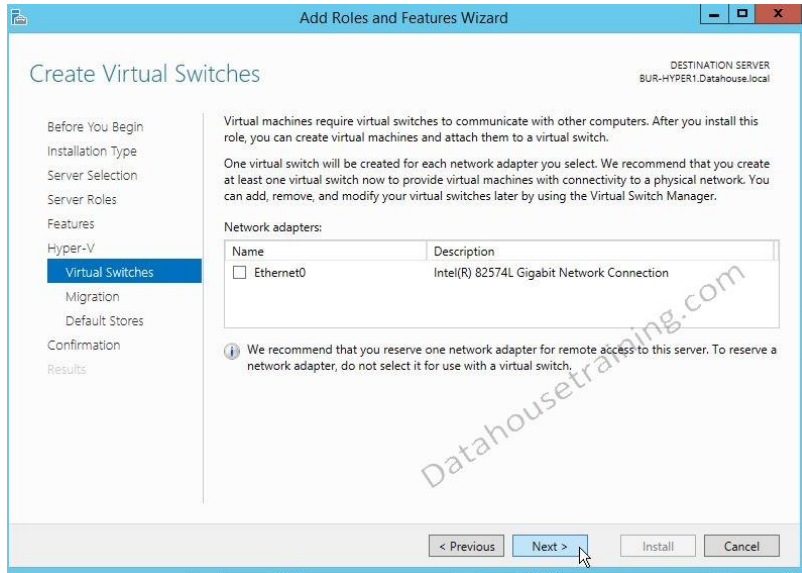 Add Roles and Features Wizard
Create Virtual Switches
DESTINATION SERVER
BUR-HYPER1.Datahouse.local
Before You Begin
Installation Type
Server Selection
Server Roles
Features
Hyper-V
Virtual Switches
Migration
Default Stores
Confirmation
Results
Virtual machines require virtual switches to communicate with other computers. After you install this
role, you can create virtual machines and attach them to a virtual switch.
One virtual switch will be created for each network adapter you select. We recommend that you create
at least one virtual switch now to provide virtual machines with connectivity to a physical network. You
can add, remove, and modify your virtual switches later by using the Virtual Switch Manager.
Network adapters:
Name Description
Ethernet0 Intel(R) 82574L Gigabit Network Connection
We recommend that you reserve one network adapter for remote access to this server. To reserve a
network adapter, do not select it for use with a virtual switch.
Datahousetraining.com
< Previous Next > Install Cancel